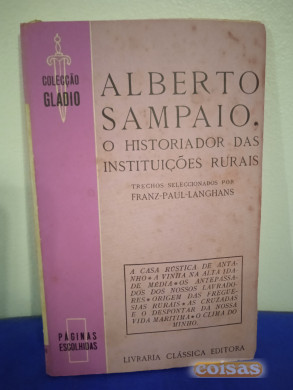 COLECÇÃO
GLÁDIO
ALBERTO
SAMPAIO.
O HISTORIADOR DAS
INSTITUIÇÕES RURAIS
TRECHOS SELECCIONADOS POR
FRANZ-PAUL-LANGHANS
A CASA RÚSTICA DE ANTA-
NHO • A VINHA NA ALTA IDA-
DE MÉDIA • OS ANTEPASSA-
DOS DOS NOSSOS LAVRADO-
RES • ORIGEM DAS FREGUE-
SIAS RURAIS • AS CRUZADAS
E O DESPONTAR DA NOSSA
VIDA MARÍTIMA • O CLIMA DO
MINHO.
PÁGINAS
ESCOLHIDAS
LIVRARIA CLÁSSICA EDITORA
coisas